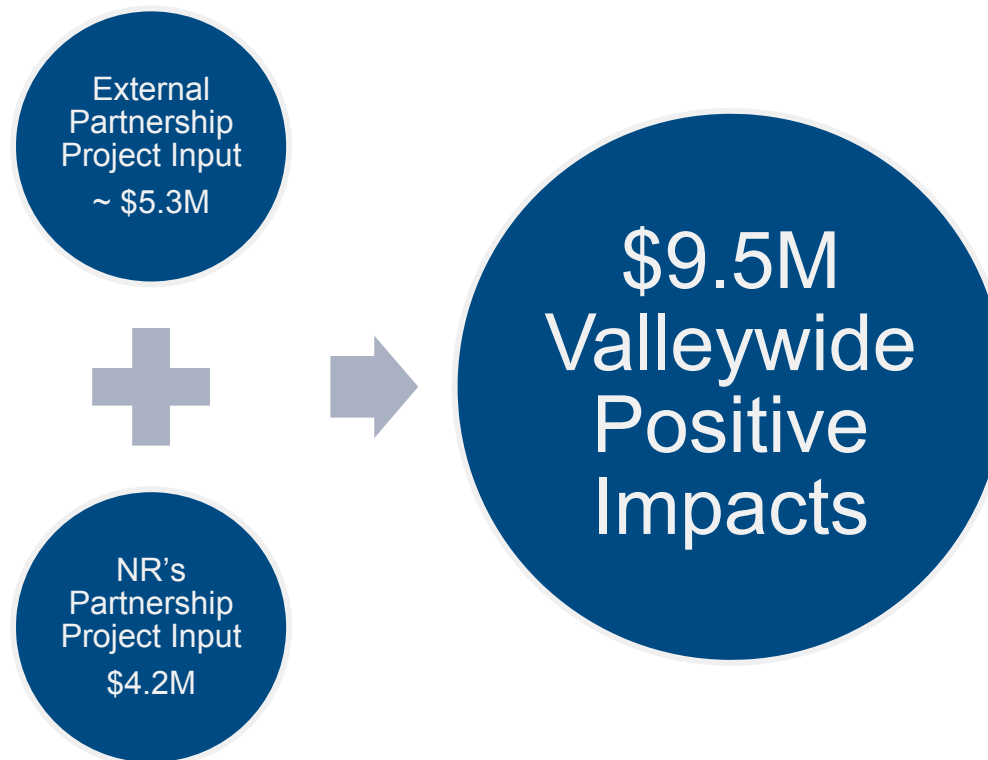 External
Partnership
Project Input
~ $5.3M
NR’s
Partnership
Project Input
$4.2M
$9.5M
Valleywide
Positive
Impacts